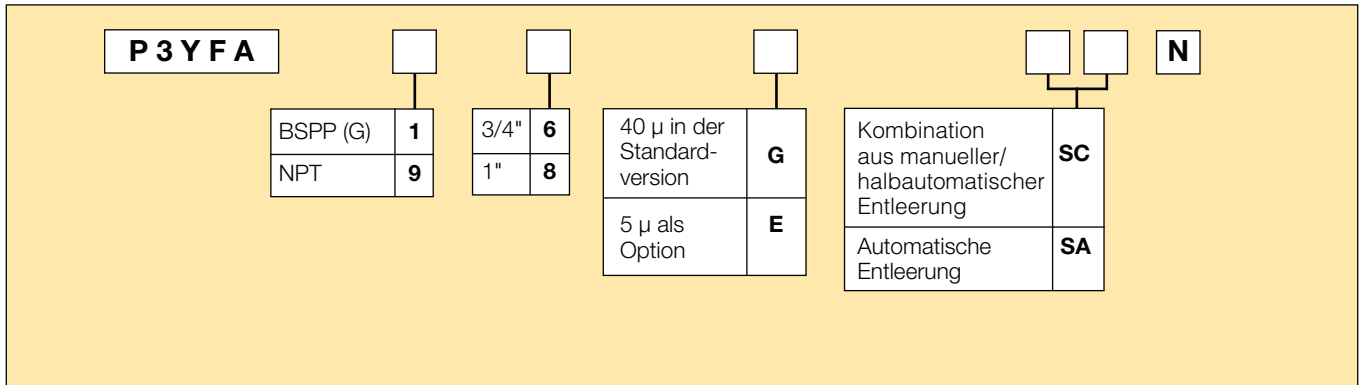 P3YFA N
BSPP (G) 1
NPT 9
3/4" 6
1" 8
40 µ in der
Standard-
version
G
5 µ als
Option
E
Kombination
aus manueller/
halbautomatischer
Entleerung
SC
Automatische
Entleerung
SA